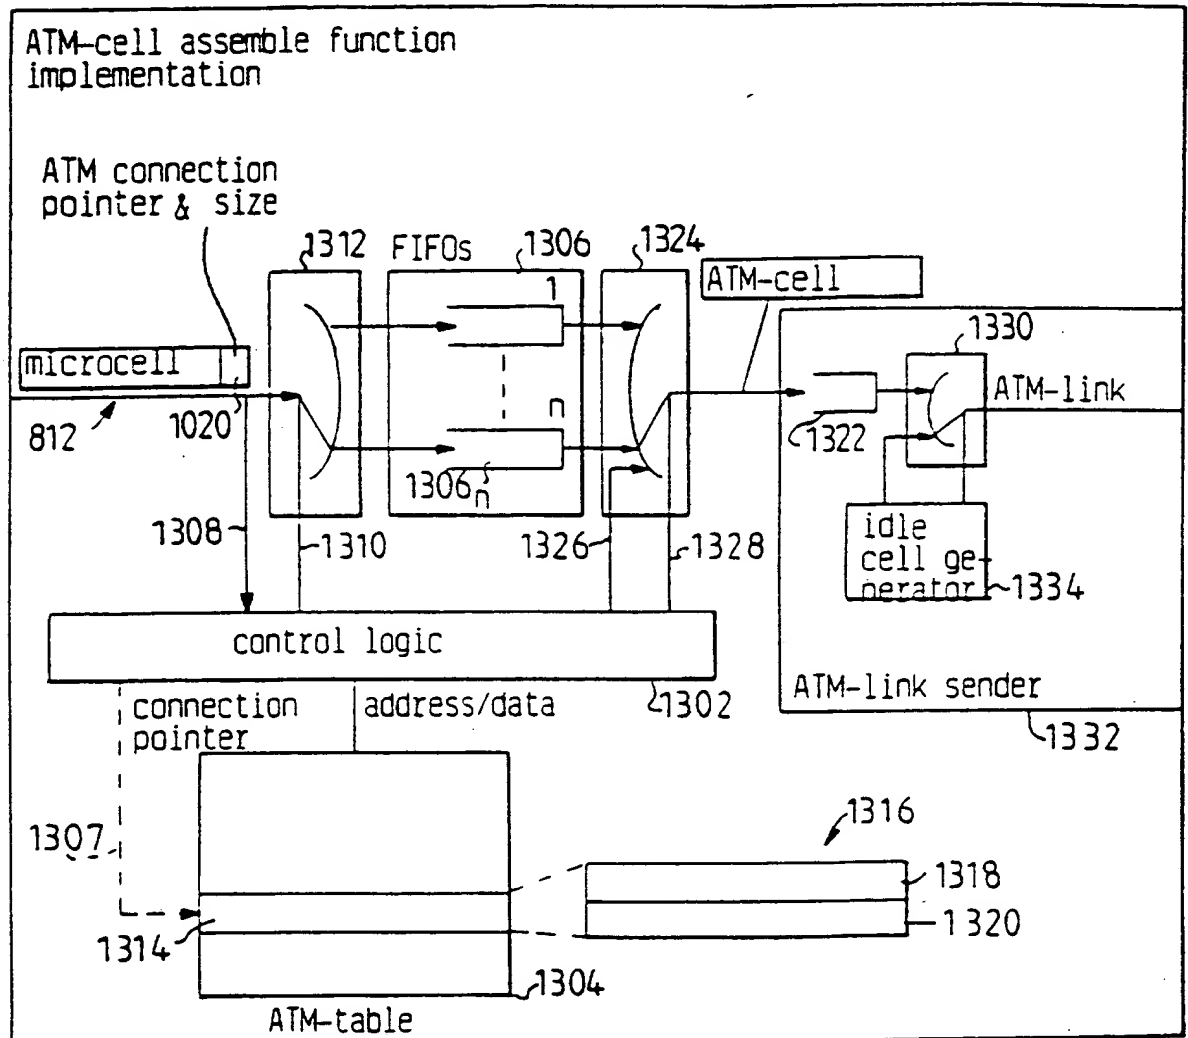 ATM-cell assemble function
implementation
ATM connection
pointer & size
1312
FIFOs
1306
1324
ATM-cell
1
n
1306n
microcell
812
1020
1330
ATM-link
1322
idle
cell ge-
nerator
1334
1308
1310
1326
1328
control logic
ATM-link sender
1302
1332
connection
pointer
address/data
1307
1316
1318
1320
1314
1304
ATM-table